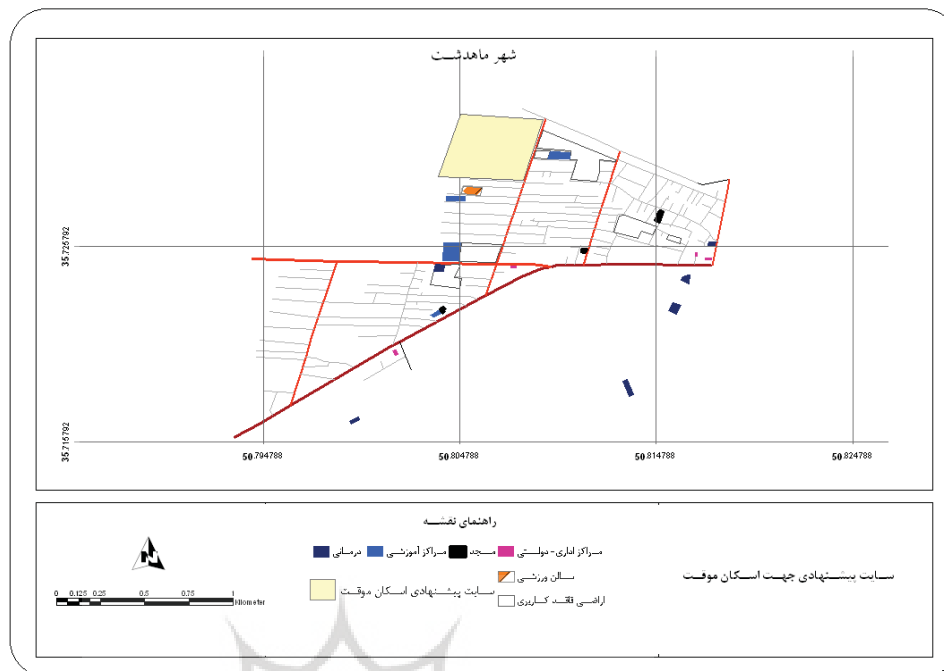 شهر ماهدشت
35.725792
35.715792
50.794788
50.804788
50.814788
50.824788
راهنمای نقشه
مراکز اداری-دولتی
مسجد
مراکز آموزشی
درمانی
سالن ورزشی
سایت پیشنهادی اسکان موقت
اراضی فاقد کاربری
سایت پیشنهادی جهت اسکان موقت
N
0 0.125 0.25 0.5 0.75 1
Kilometer